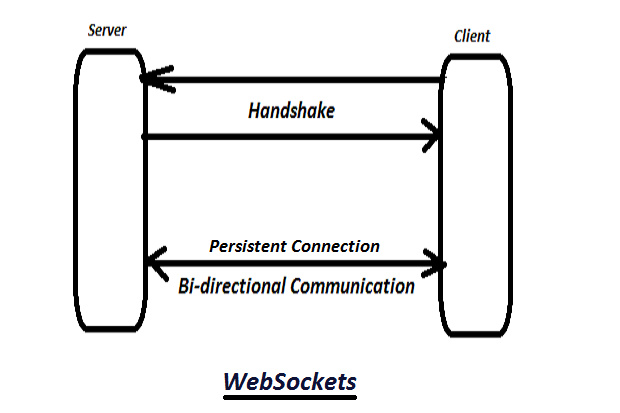 Server
Client
Handshake
Persistent Connection
Bi-directional Communication
WebSockets